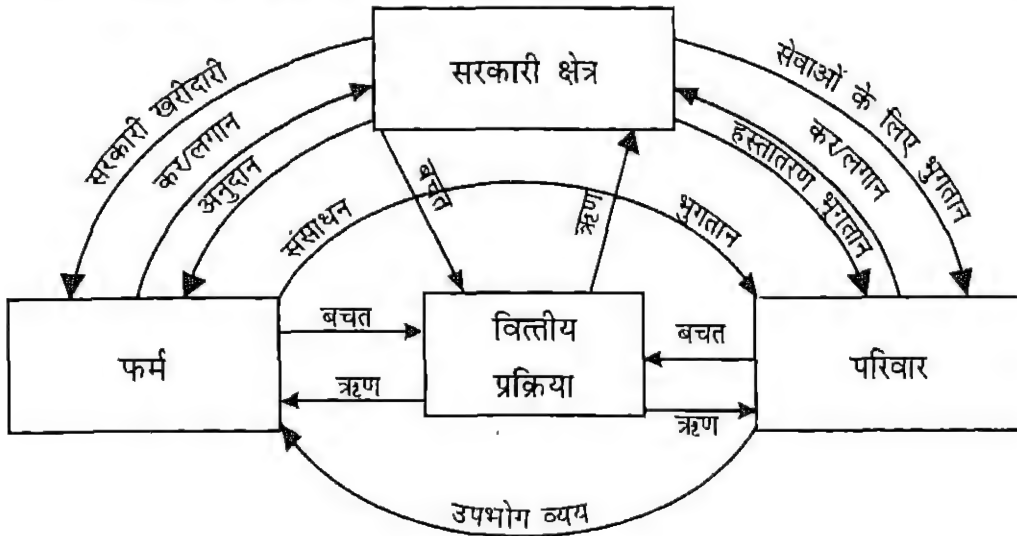 सरकारी क्षेत्र
सरकारी खरीदारी
कर/लगान
अनुदान
सेवाओं के लिए भुगतान
कर/लगान
हस्तातरण भुगतान
बचत
ऋण
संसाधन
भुगतान
फर्म
बचत
ऋण
वित्तीय
प्रक्रिया
बचत
ऋण
परिवार
उपभोग व्यय